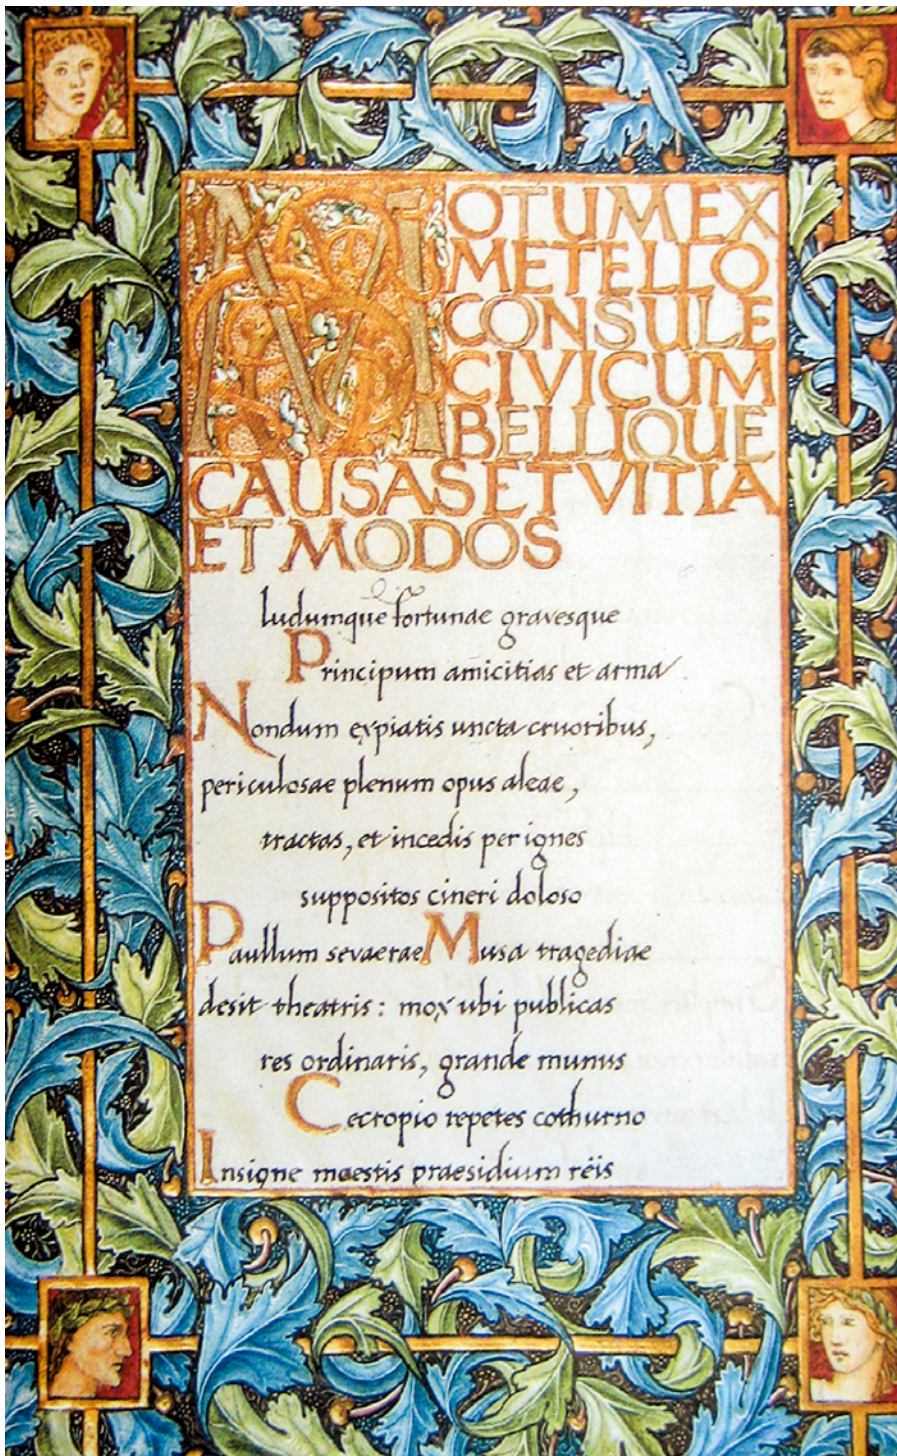 MOTUM EX
METELLO
CONSULE
CIVICUM
BELLIQUE
CAUSAS ET VITIA
ET MODOS
ludumque fortunae gravesque
Principum amicitias et arma
Nondum expiatis uncta cruoribus,
periculosae plenum opus aleae,
tractas, et incedis per ignes
suppositos cineri doloso
Paullum sevaerae Musa tragediae
desit theatris: mox ubi publicas
res ordinaris, grande munus
Cecropio repetes cothurno
Insigne maestis praesidium rëis